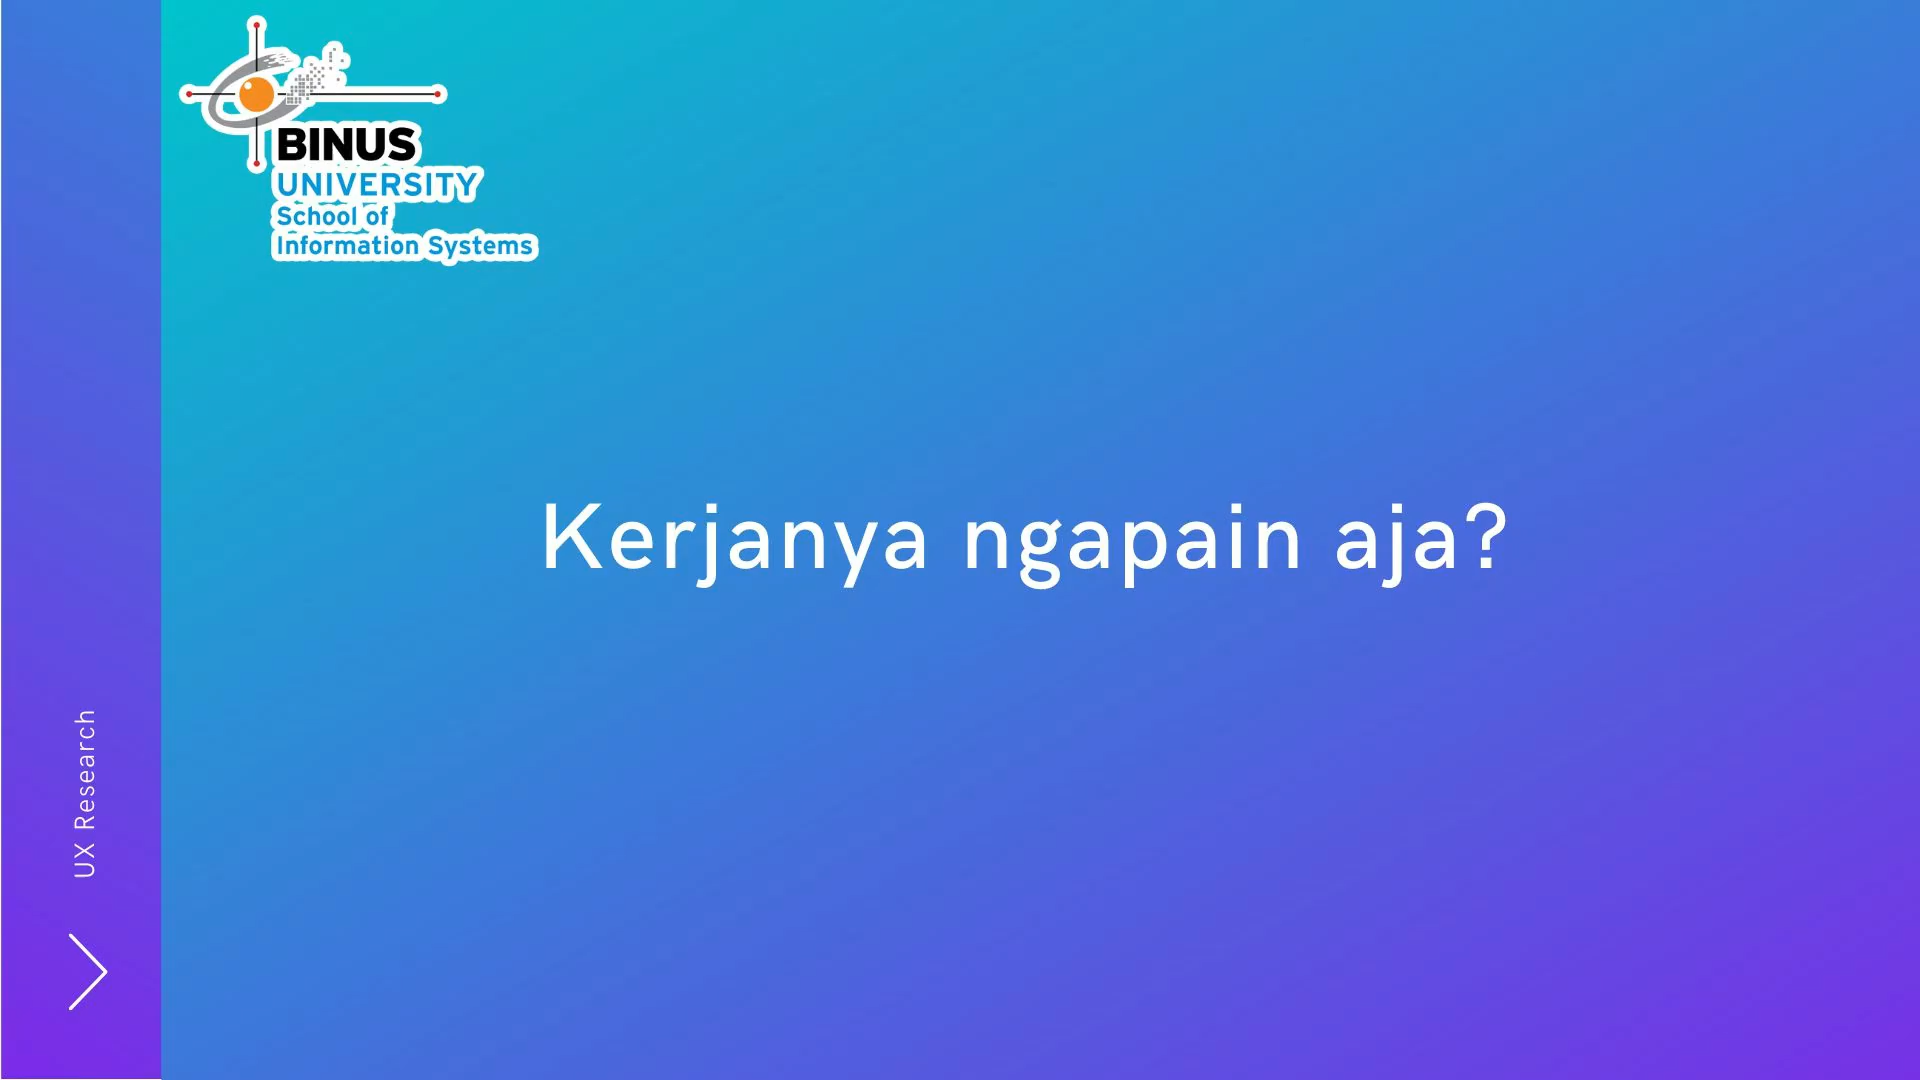 BINUS
UNIVERSITY
School of
Information Systems
Kerjanya ngapain aja?
UX Research